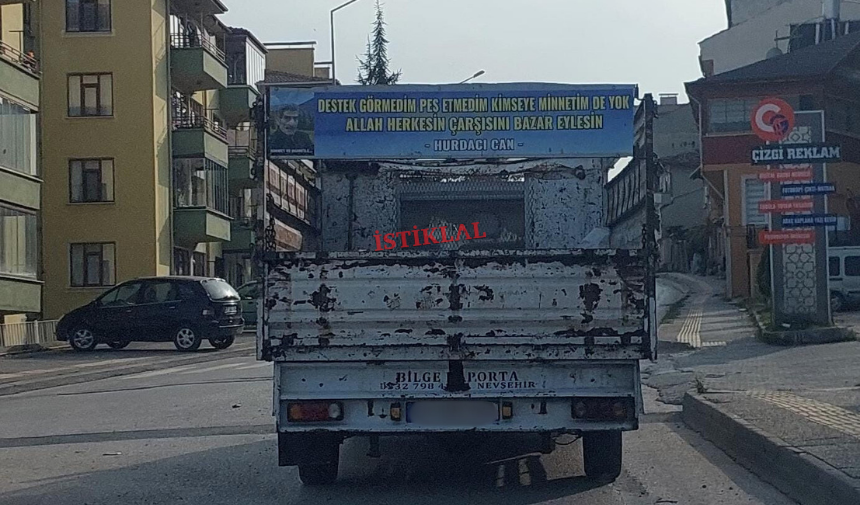 DESTEK GÖRMEDİM PEŞ ETMEDİM KİMSEYE MİNNETİM DE YOK
ALLAH HERKESİN ÇARŞISINI BAZAR EYLESİN
- HURDACI CAN -
İSTİKLAL
BİLGE PORTA
NEVŞEHİR
ÇİZGİ REKLAM